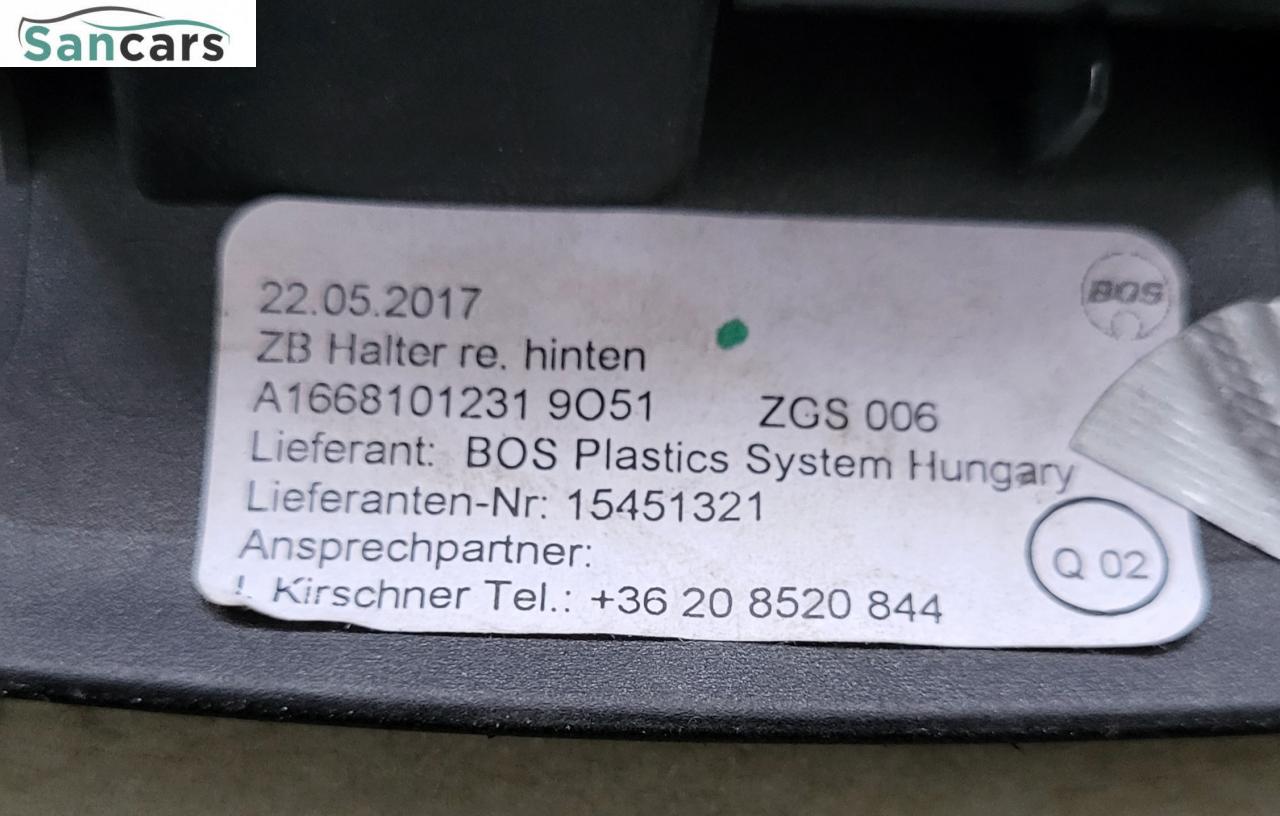 Sancars
BOS
22.05.2017
ZB Halter re. hinten
A1668101231 9O51 ZGS 006
Lieferant: BOS Plastics System Hungary
Lieferanten-Nr: 15451321
Ansprechpartner:
Kirschner Tel.: +36 20 8520 844
Q 02